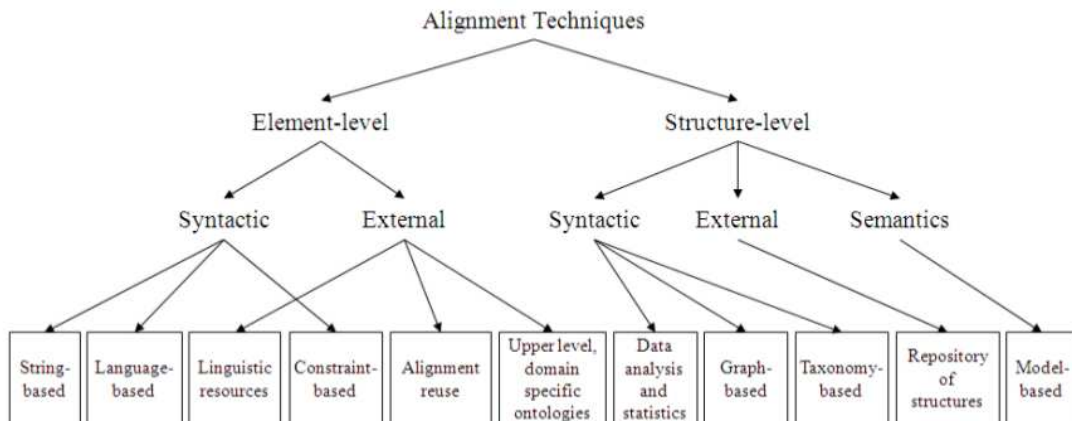 Alignment Techniques
Element-level
Structure-level
Syntactic
External
Syntactic
External
Semantics
String-
based
Language-
based
Linguistic
resources
Constraint-
based
Alignment
reuse
Upper level,
domain
specific
ontologies
Data
analysis
and
statistics
Graph-
based
Taxonomy-
based
Repository
of
structures
Model-
based